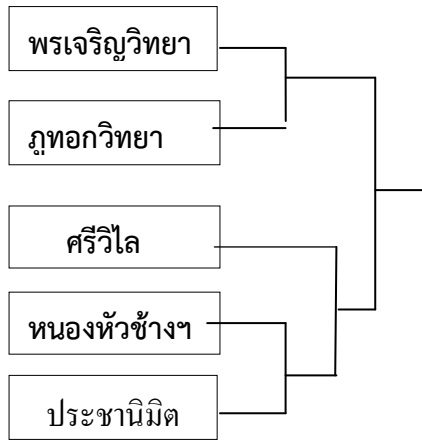 พรเจริญวิทยา
ภูทอกวิทยา
ศรีวิไล
หนองหัวช้างฯ
ประชานิมิต